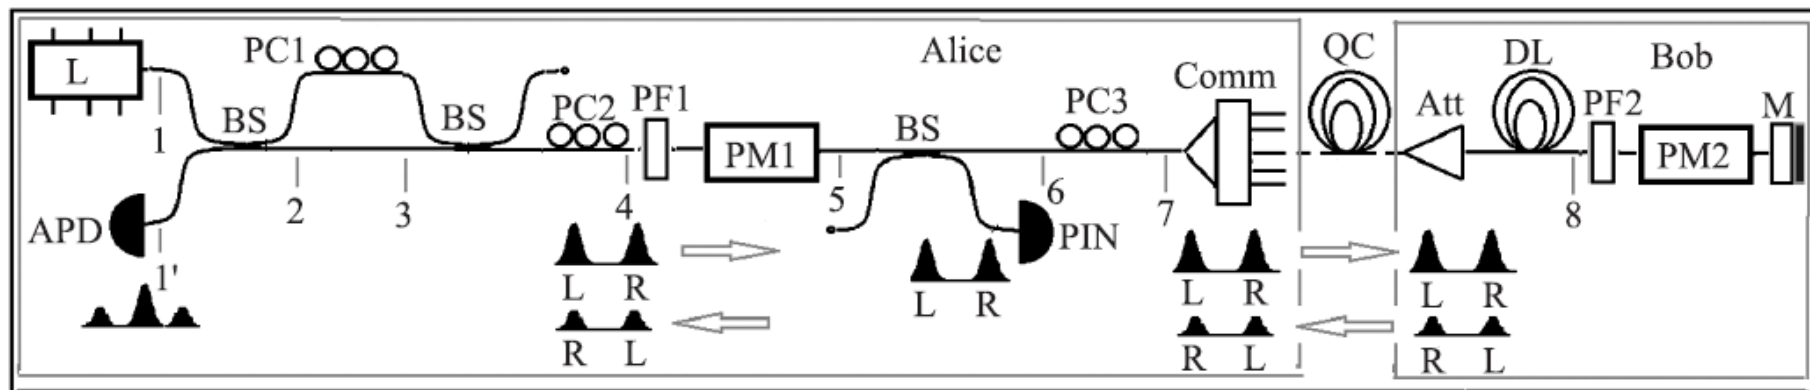 L
PC1
BS
BS
PC2
PF1
PM1
Alice
BS
PC3
Comm
QC
Att
DL
PF2
Bob
PM2
M
1
2
3
4
5
6
7
8
APD
1'
PIN
L R
R L
L R
L R
R L
L R
R L